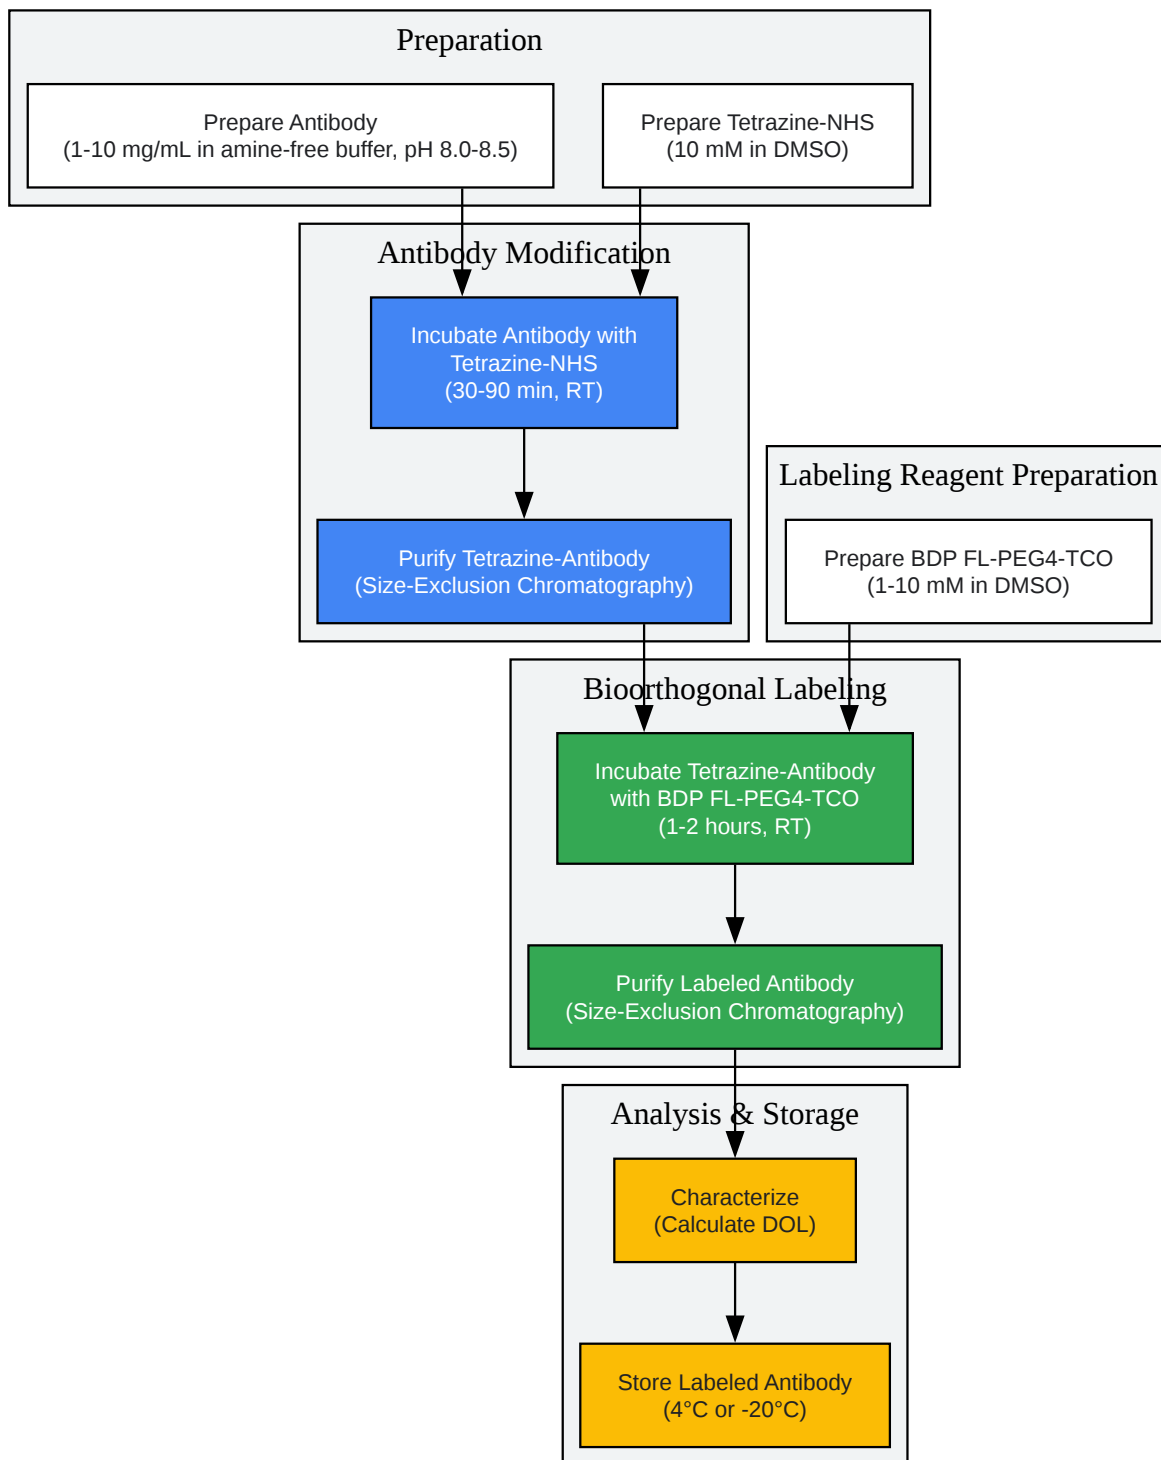 Preparation
Prepare Antibody
(1-10 mg/mL in amine-free buffer, pH 8.0-8.5)
Prepare Tetrazine-NHS
(10 mM in DMSO)
Antibody Modification
Incubate Antibody with
Tetrazine-NHS
(30-90 min, RT)
Purify Tetrazine-Antibody
(Size-Exclusion Chromatography)
Labeling Reagent Preparation
Prepare BDP FL-PEG4-TCO
(1-10 mM in DMSO)
Bioorthogonal Labeling
Incubate Tetrazine-Antibody
with BDP FL-PEG4-TCO
(1-2 hours, RT)
Purify Labeled Antibody
(Size-Exclusion Chromatography)
Analysis & Storage
Characterize
(Calculate DOL)
Store Labeled Antibody
(4°C or -20°C)